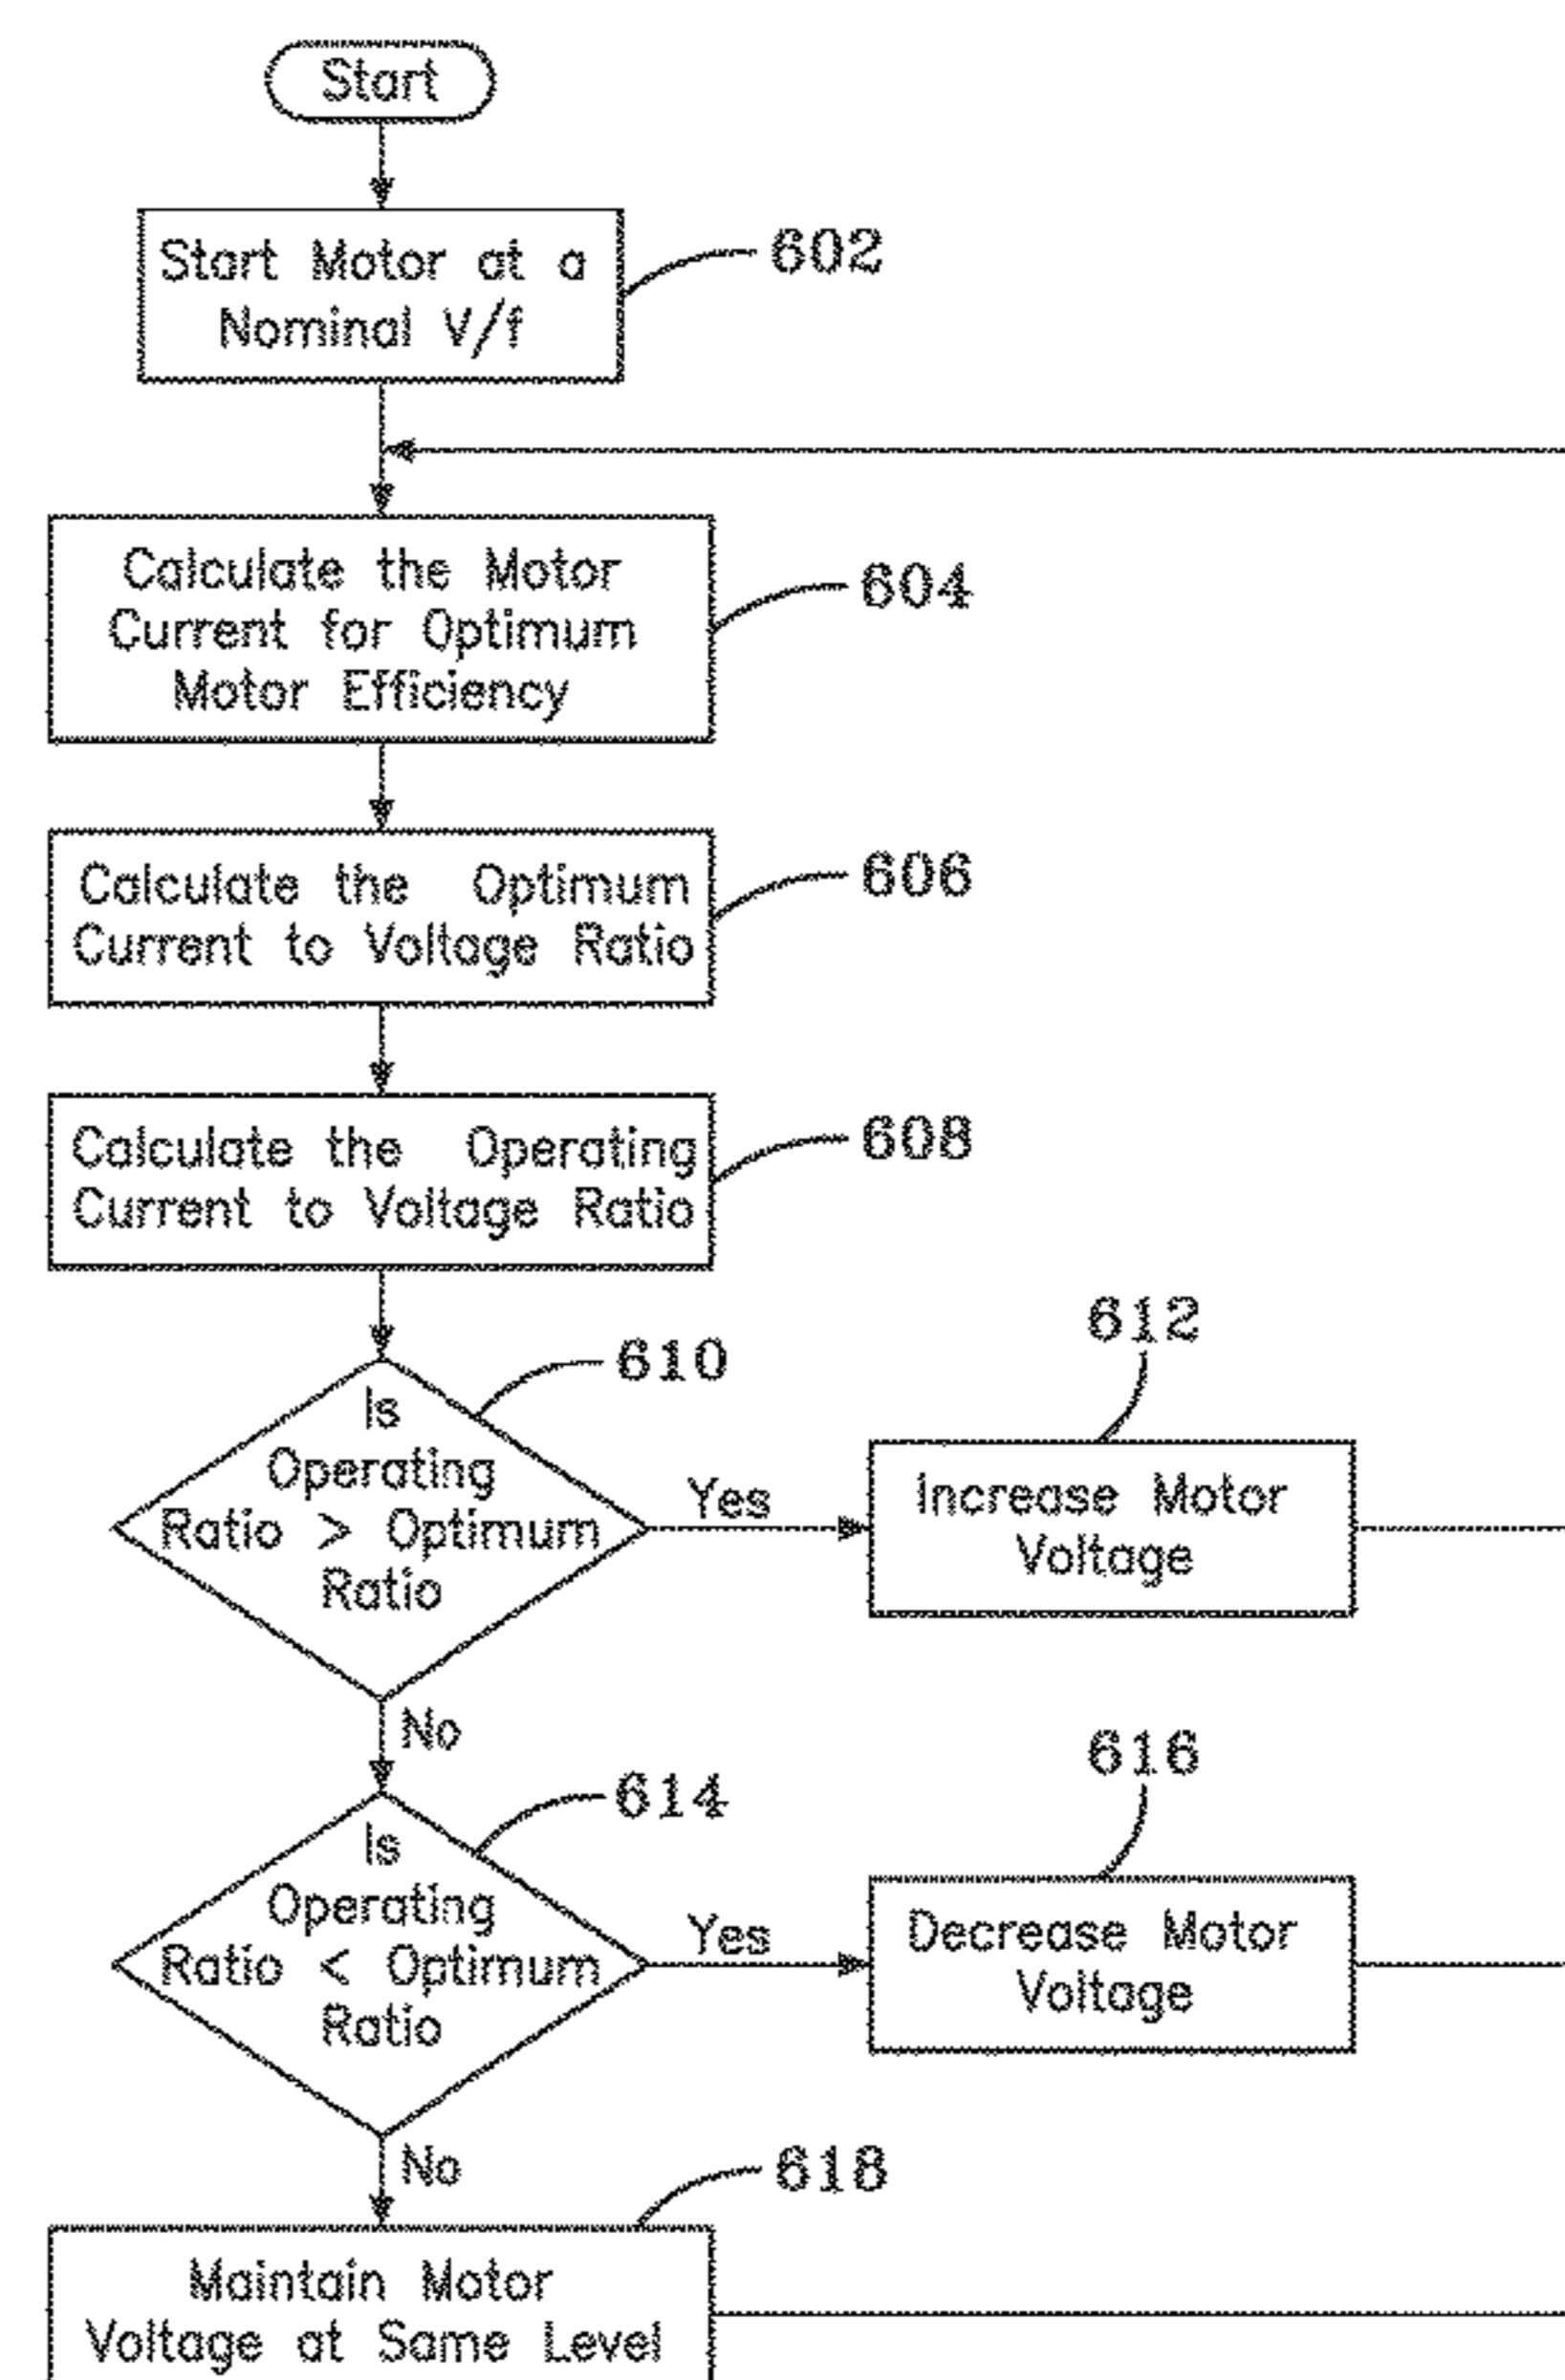 Start
Start Motor at a
Nominal V/f
602
Calculate the Motor
Current for Optimum
Motor Efficiency
604
Calculate the Optimum
Current to Voltage Ratio
606
Calculate the Operating
Current to Voltage Ratio
608
Is
Operating
Ratio > Optimum
Ratio
610
Yes
Increase Motor
Voltage
612
No
Is
Operating
Ratio < Optimum
Ratio
614
Yes
Decrease Motor
Voltage
616
No
Maintain Motor
Voltage at Same Level
618